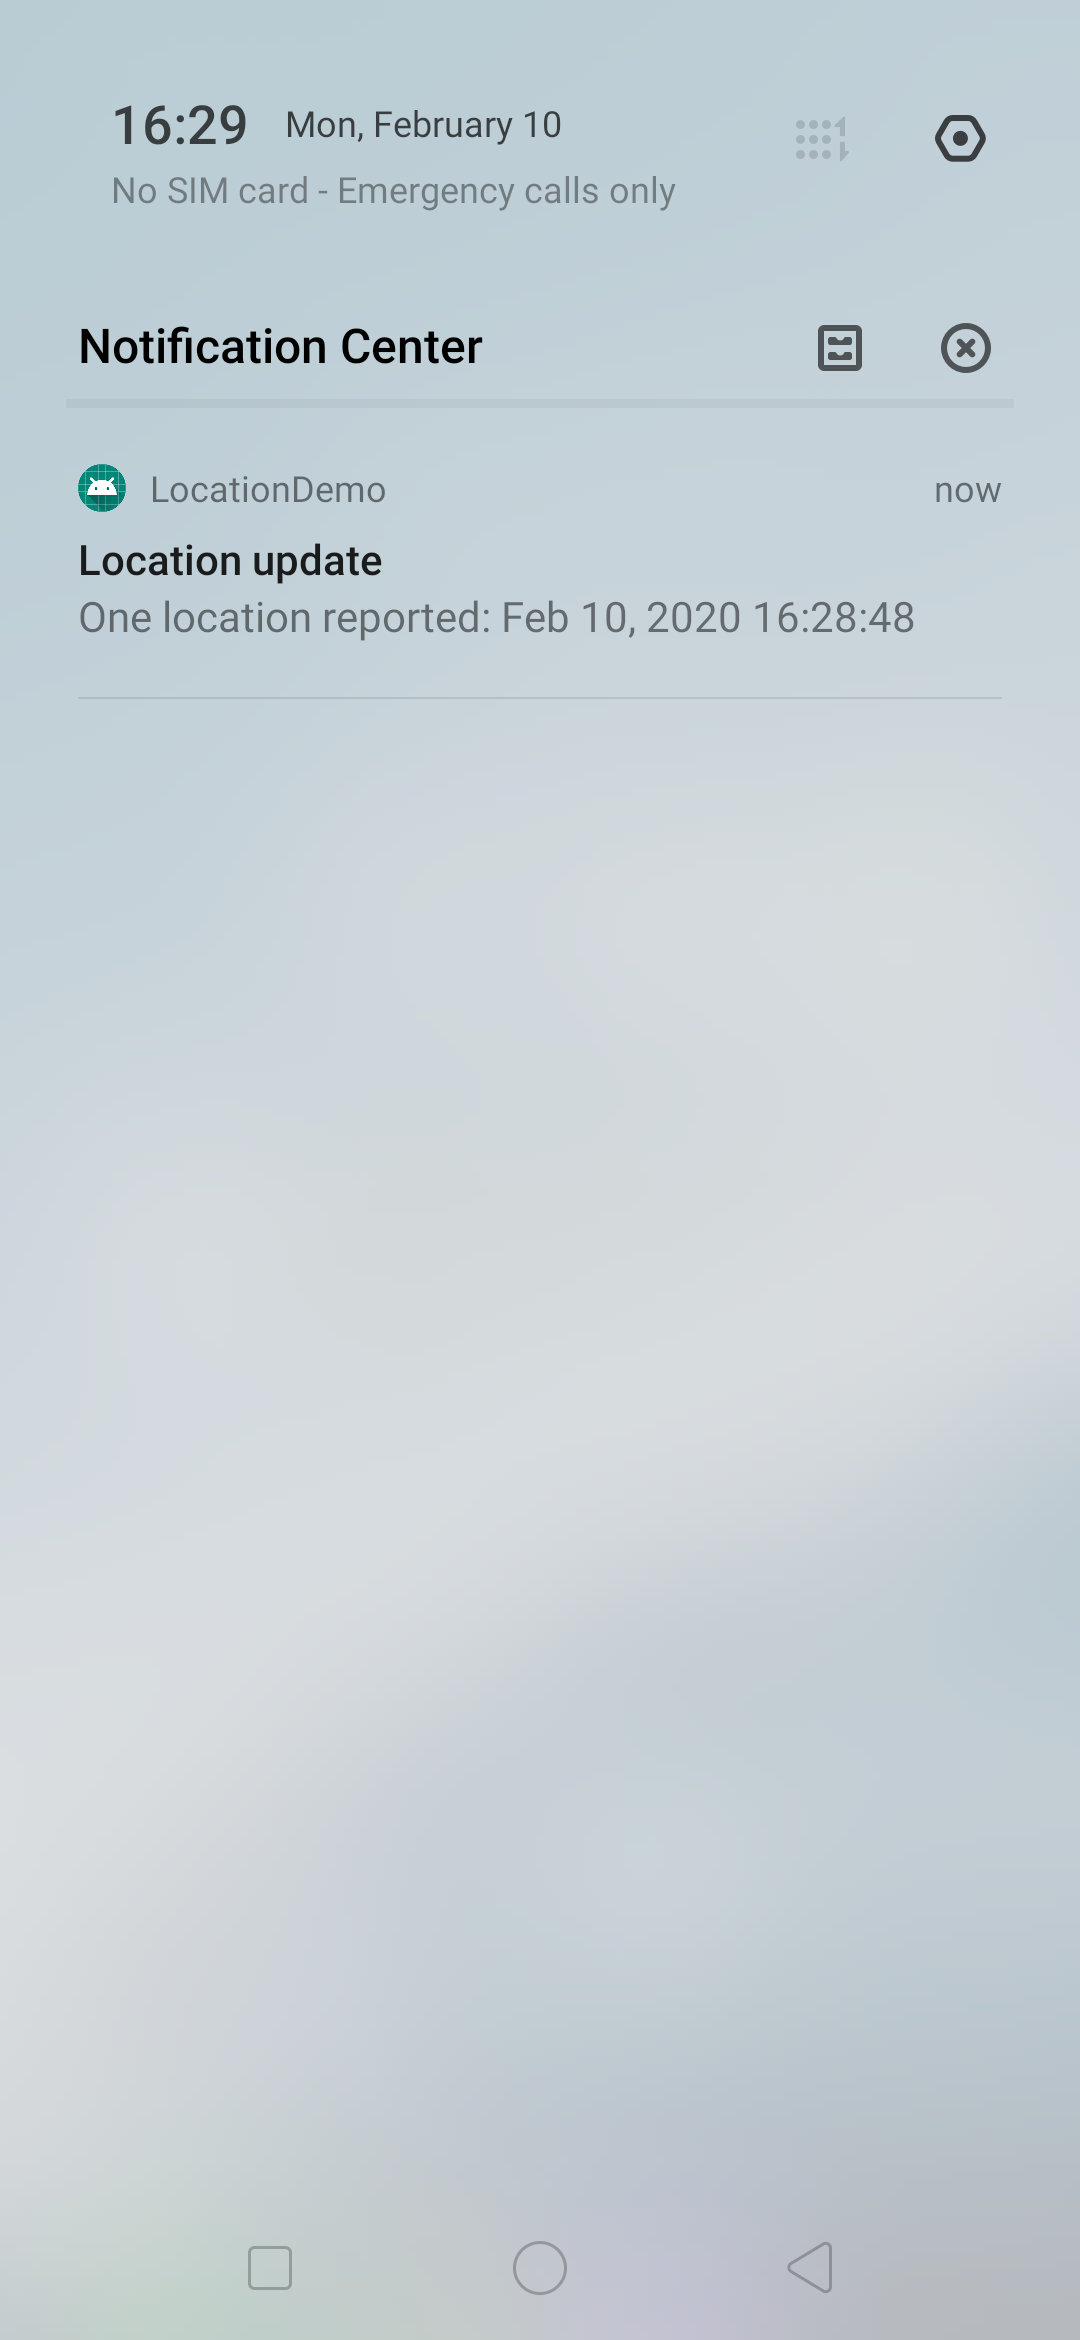 16:29 Mon, February 10
No SIM card - Emergency calls only
Notification Center
LocationDemo now
Location update
One location reported: Feb 10, 2020 16:28:48